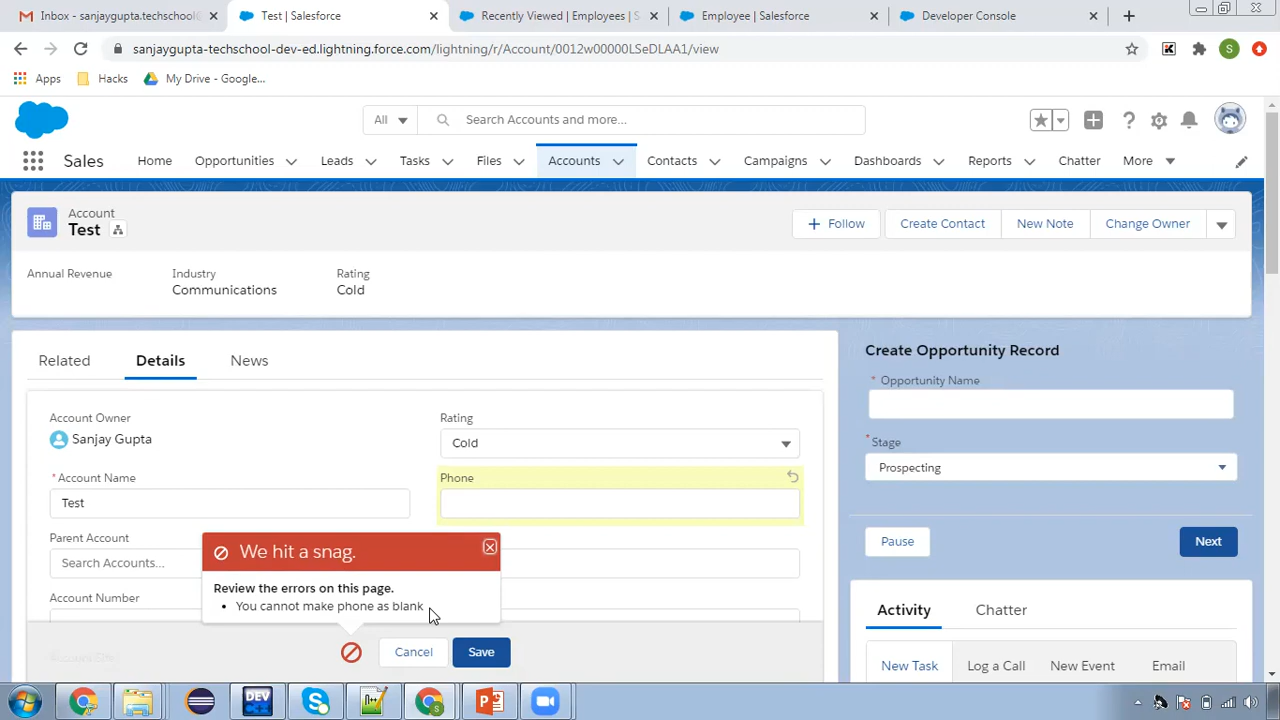 Inbox - sanjaygupta.techschool@
Test | Salesforce
Recently Viewed | Employees | S
Employee | Salesforce
Developer Console
sanjaygupta-techschool-dev-ed.lightning.force.com/lightning/r/Account/0012w00000LSeDLAA1/view
Apps
Hacks
My Drive - Google...
S
All
Search Accounts and more...
Sales
Home
Opportunities
Leads
Tasks
Files
Accounts
Contacts
Campaigns
Dashboards
Reports
Chatter
More
Account
Test
Follow
Create Contact
New Note
Change Owner
Annual Revenue
Industry
Communications
Rating
Cold
Related
Details
News
Account Owner
Sanjay Gupta
Rating
Cold
*Account Name
Test
Phone
Parent Account
Search Accounts...
Account Number
We hit a snag.
Review the errors on this page.
• You cannot make phone as blank
Cancel
Save
Create Opportunity Record
* Opportunity Name
*Stage
Prospecting
Pause
Next
Activity
Chatter
New Task
Log a Call
New Event
Email
DEV